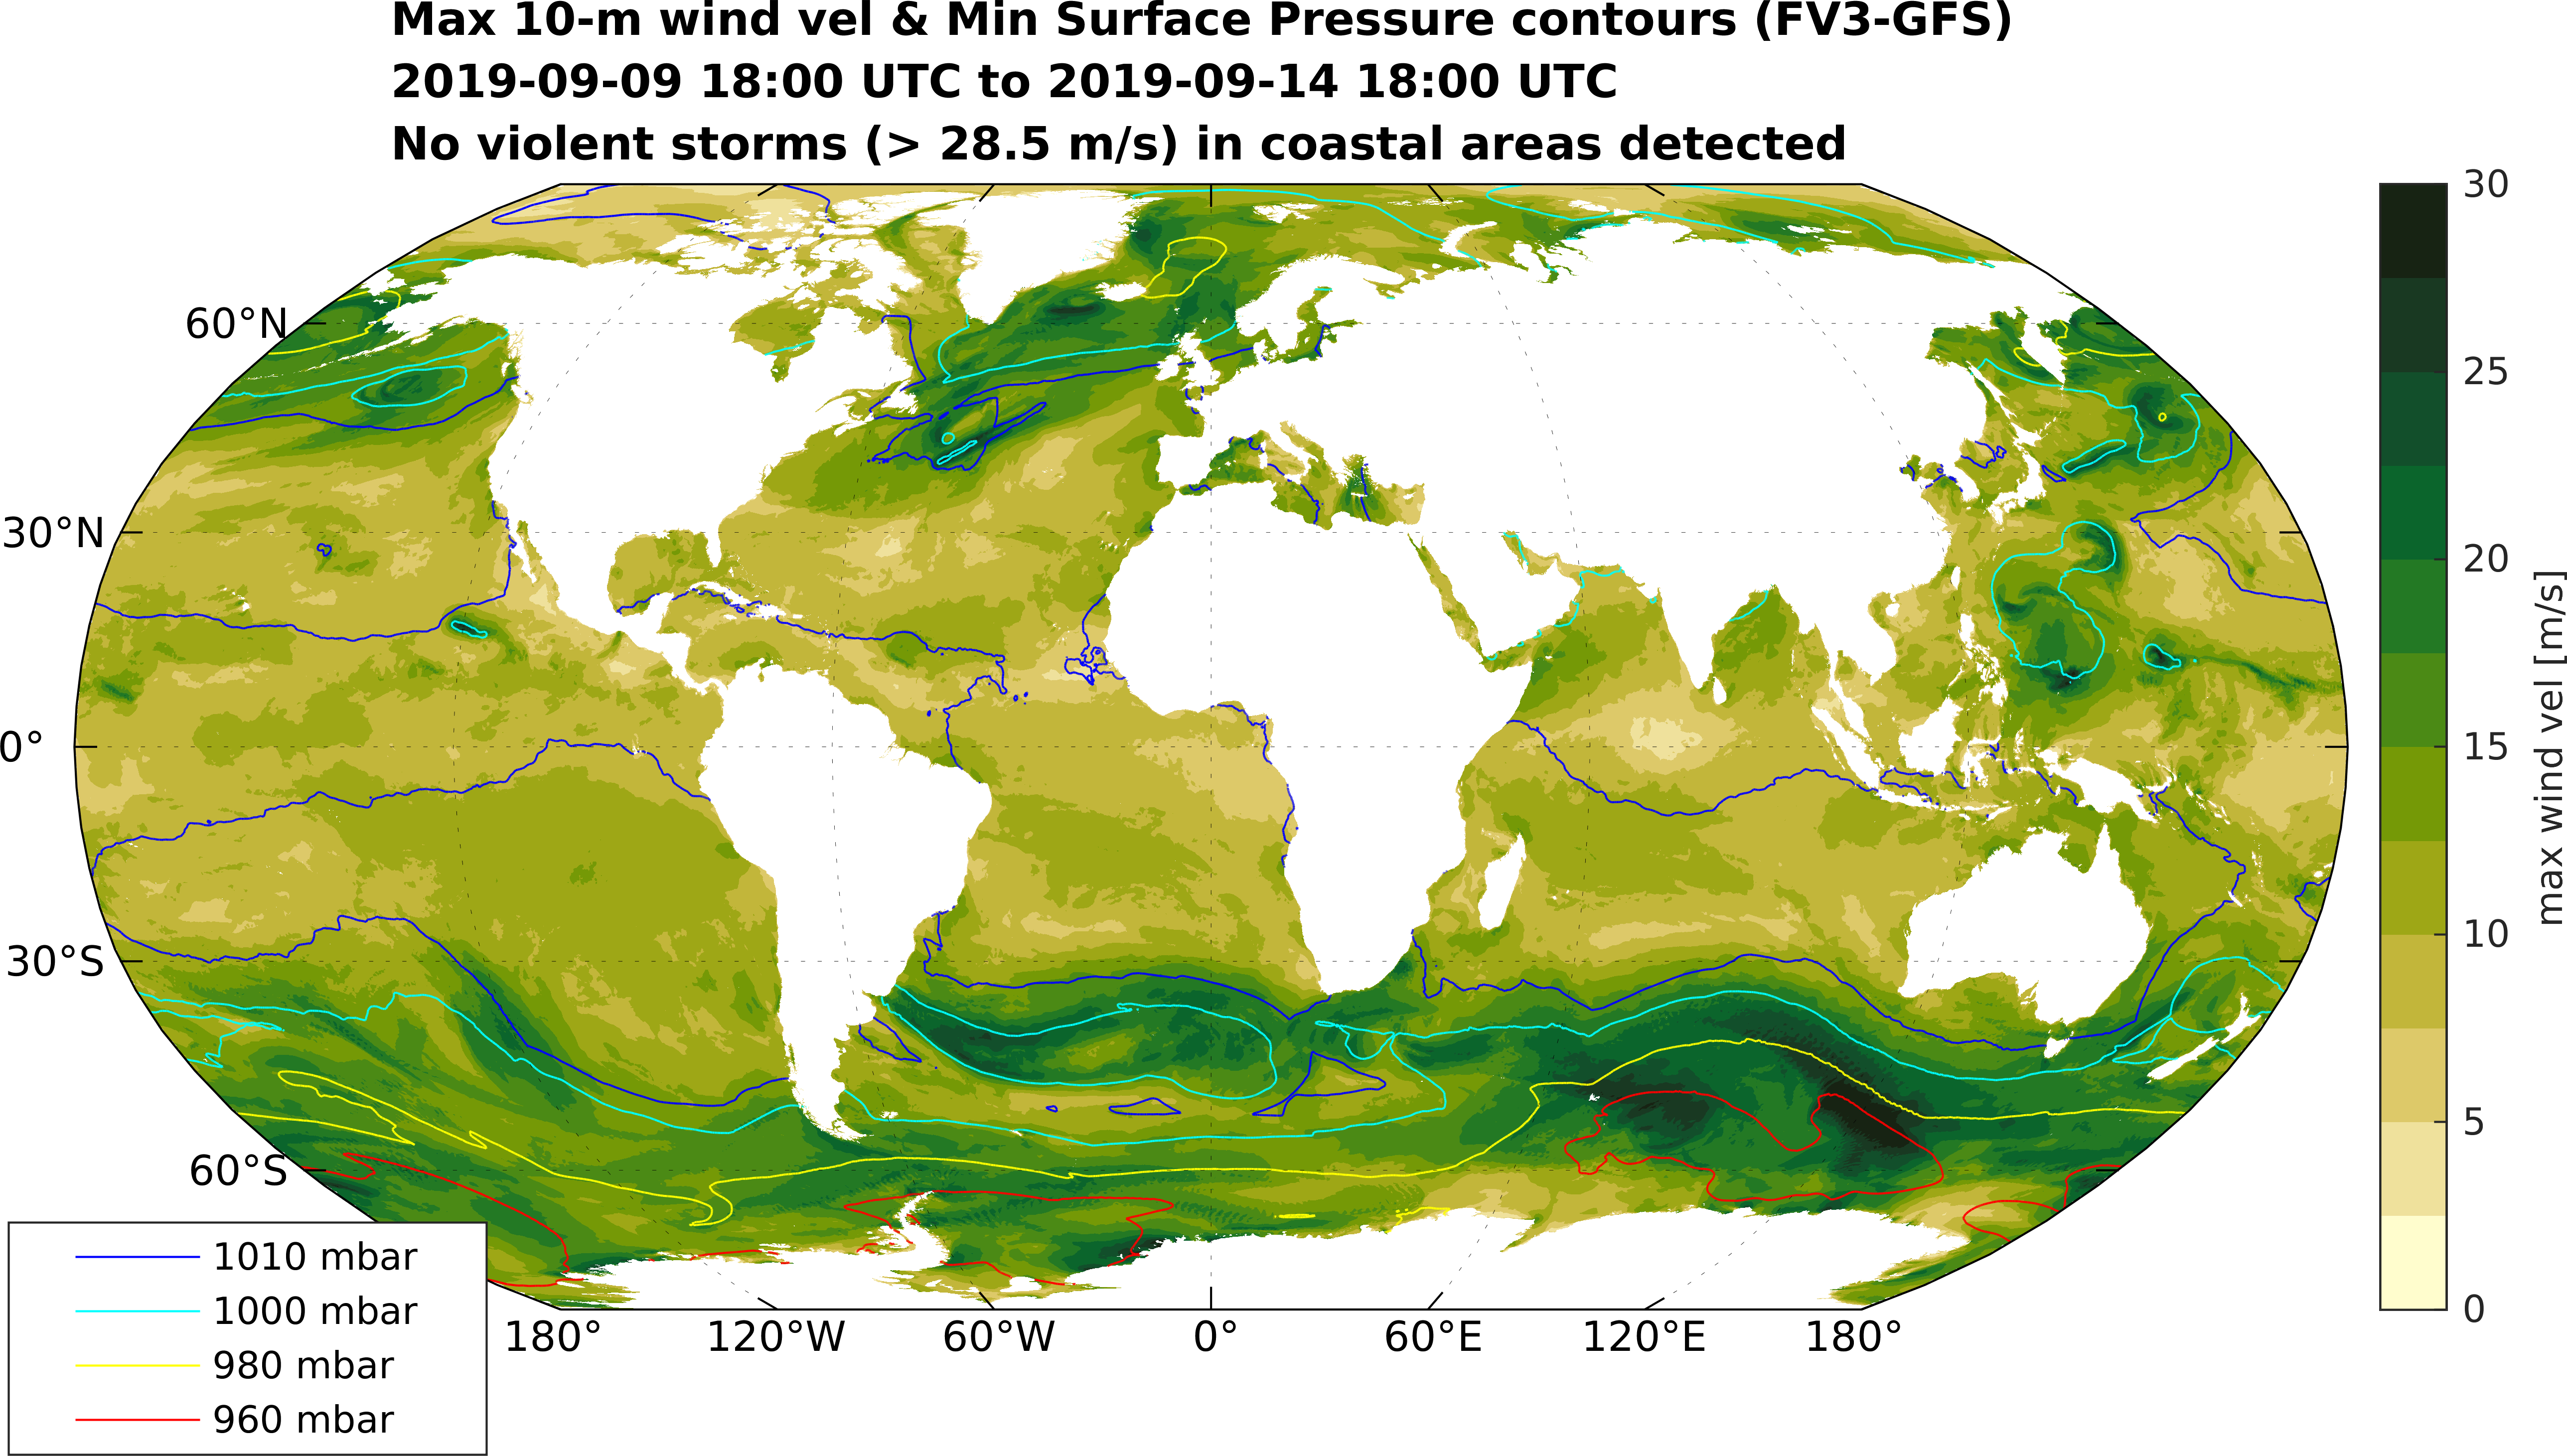 Max 10-m wind vel & Min Surface Pressure contours (FV3-GFS)
2019-09-09 18:00 UTC to 2019-09-14 18:00 UTC
No violent storms (> 28.5 m/s) in coastal areas detected
60°N
30°N
0°
30°S
60°S
180°
120°W
60°W
0°
60°E
120°E
180°
1010 mbar
1000 mbar
980 mbar
960 mbar
30
25
20
15
10
5
0
max wind vel [m/s]